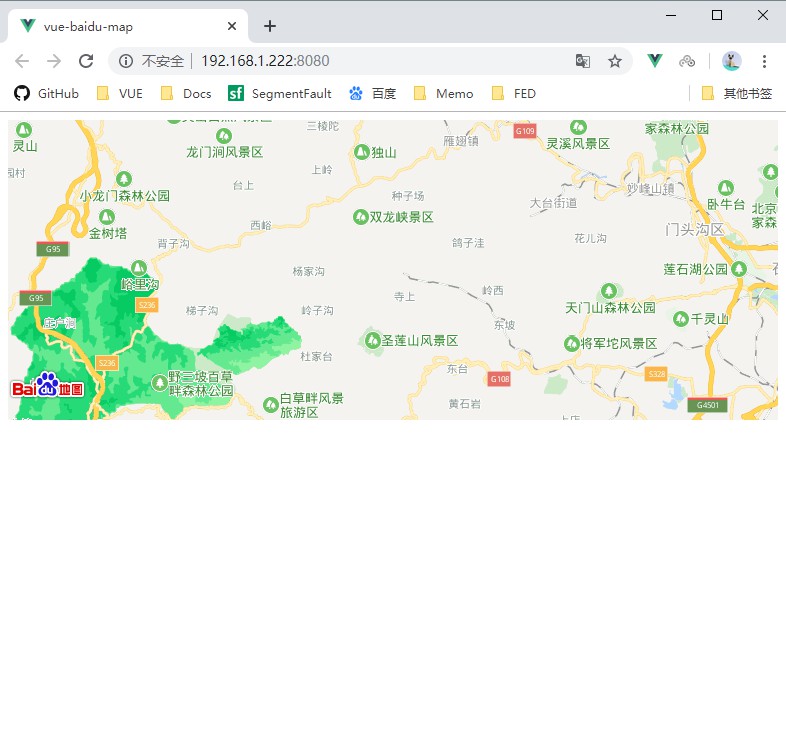 vue-baidu-map
不安全 | 192.168.1.222:8080
GitHub VUE Docs SegmentFault 百度 Memo FED 其他书签
三棱陀
G109
灵溪风景区
家森林公园
灵山
龙门涧风景区
独山
雁翅镇
园村
上岭
台上
小龙门森林公园
种子场
妙峰山镇
卧牛台
大台街道
北京
家森
金树塔
双龙峡风景区
西峪
门头沟区
背子沟
鸽子洼
花儿沟
G95
杨家沟
莲石湖公园
峪里沟
G95
S236
寺上
岭西
天门山森林公园
梯子沟
岭子沟
庄户洞
东坡
千灵山
圣莲山风景区
将军坨风景区
杜家台
S236
东台
S328
野三坡百草
畔森林公园
G108
Bai du 地图
白草畔风景
旅游区
黄石岩
G4501